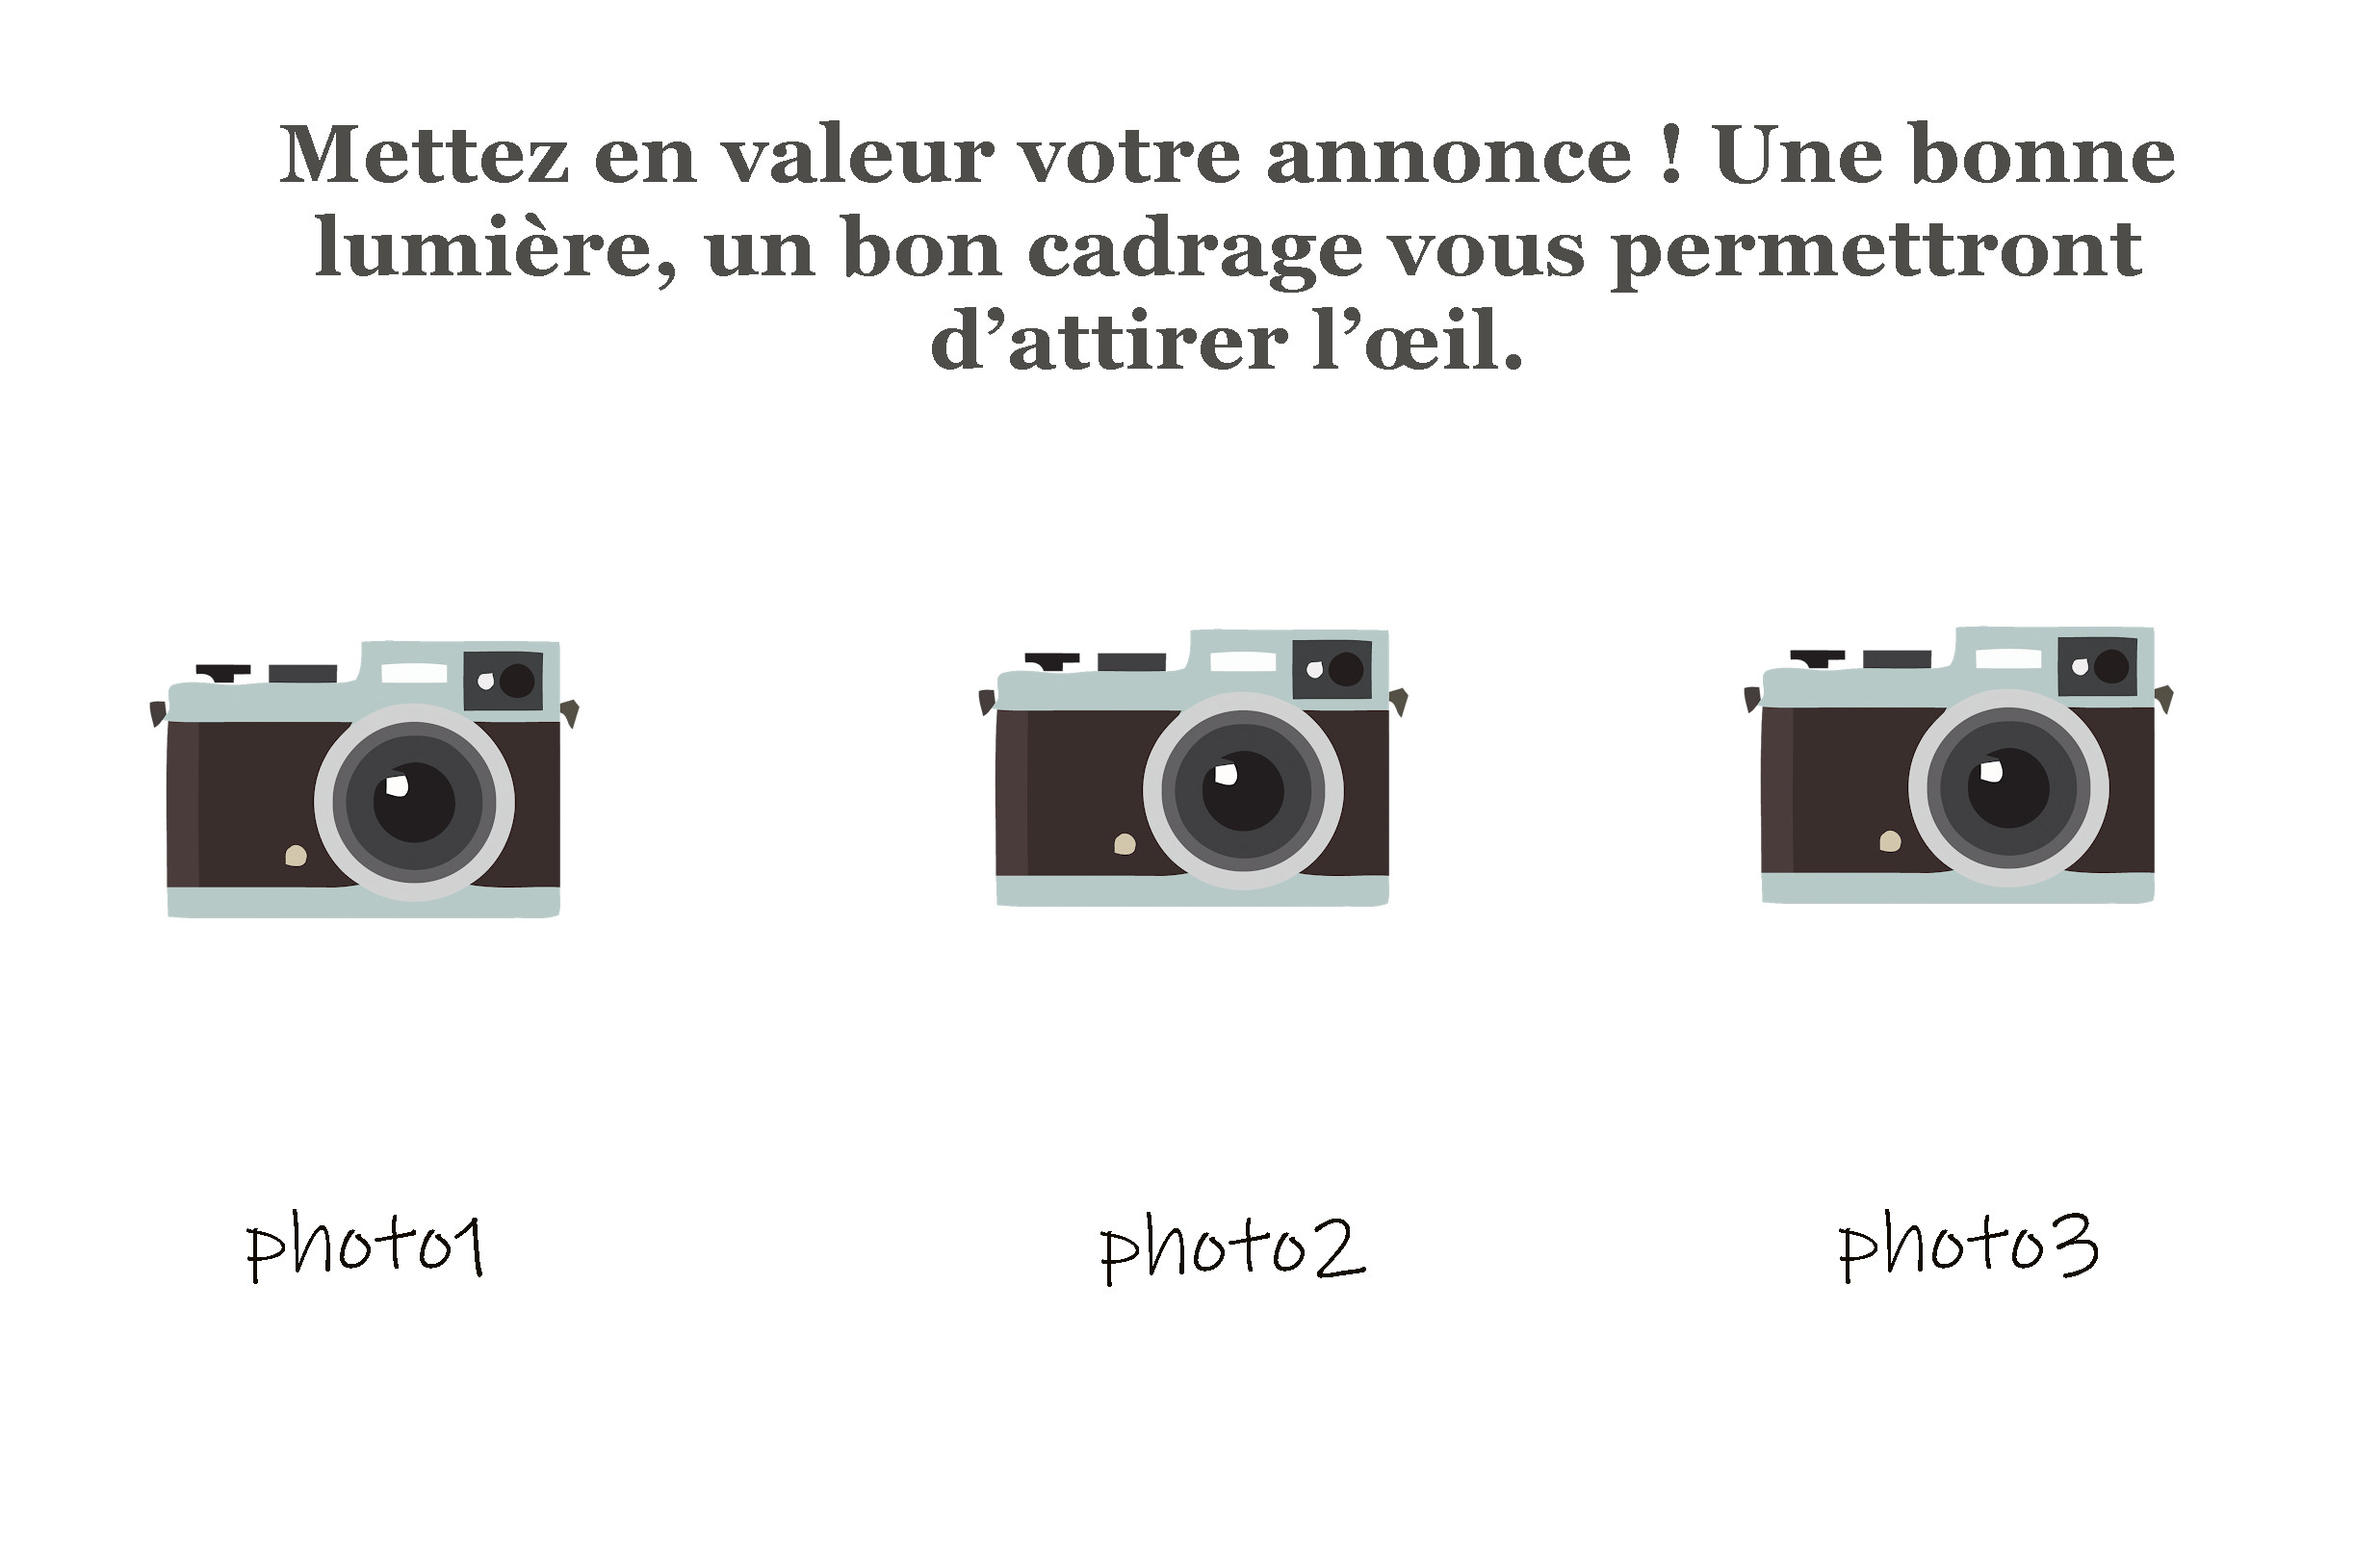 Mettez en valeur votre annonce ! Une bonne
lumière, un bon cadrage vous permettront
d’attirer l’œil.
photo1
photo2
photo3